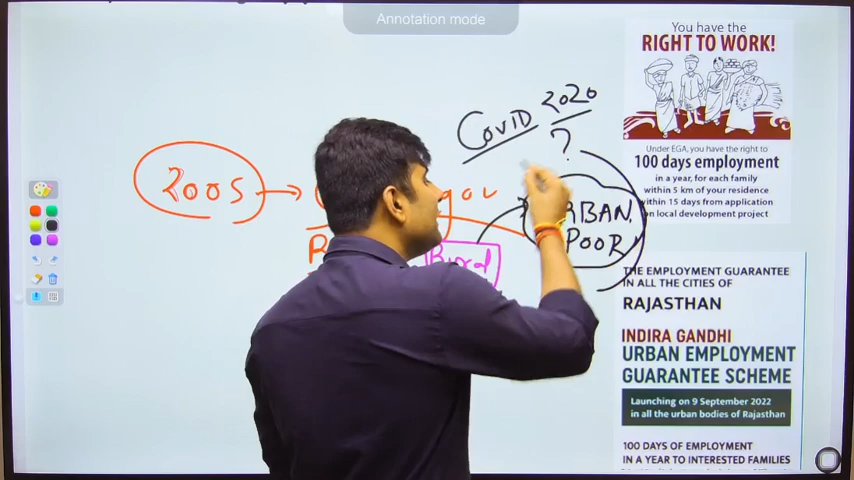 Annotation mode
You have the
RIGHT TO WORK!
Under EGA, you have the right to
100 days employment
in a year, for each family
within 5 km of your residence
within 15 days from application
on local development project
COVID 2020
?
2005
gov
URBAN
POOR
Rural
THE EMPLOYMENT GUARANTEE
IN ALL THE CITIES OF
RAJASTHAN
INDIRA GANDHI
URBAN EMPLOYMENT
GUARANTEE SCHEME
Launching on 9 September 2022
in all the urban bodies of Rajasthan
100 DAYS OF EMPLOYMENT
IN A YEAR TO INTERESTED FAMILIES